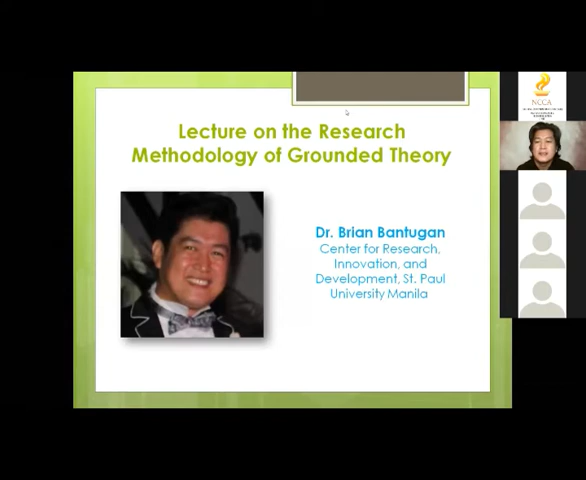 Lecture on the Research
Methodology of Grounded Theory
Dr. Brian Bantugan
Center for Research,
Innovation, and
Development, St. Paul
University Manila
NCCA